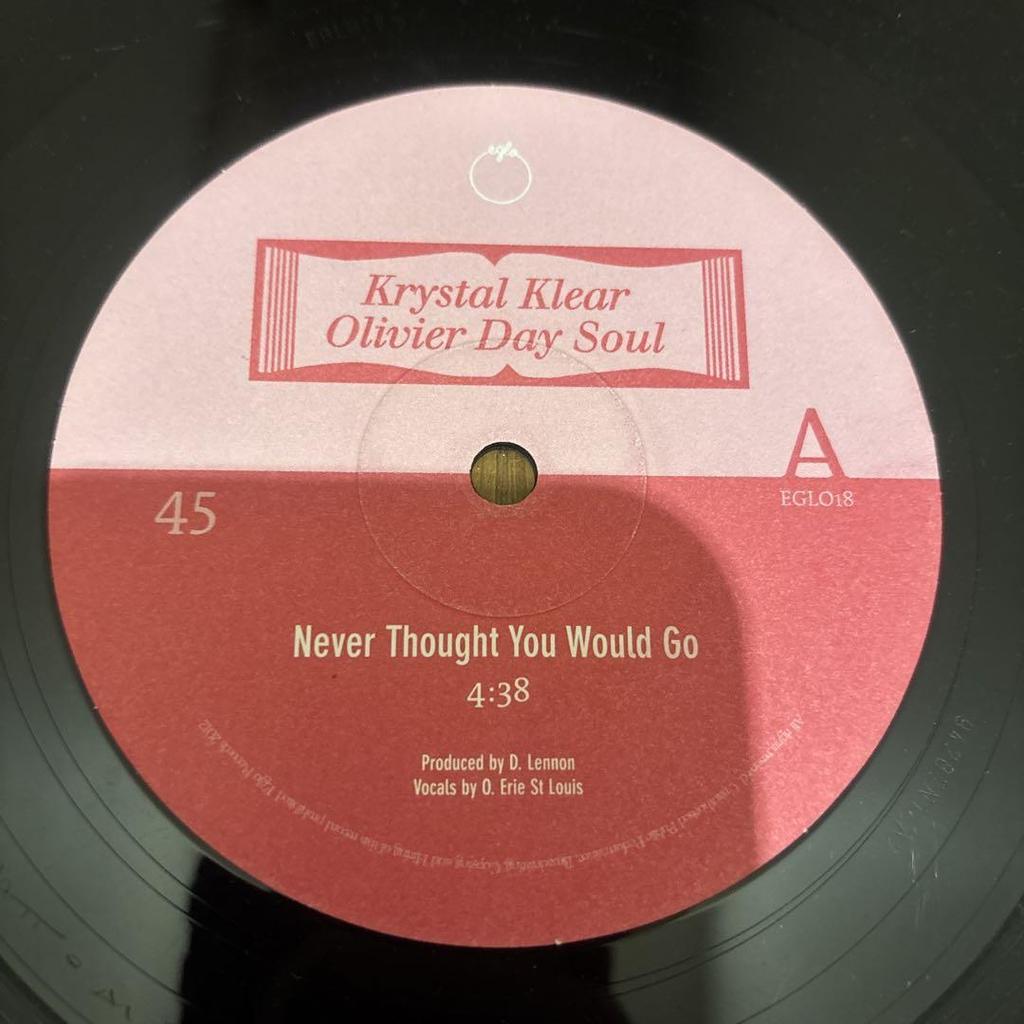 eglo
Krystal Klear
Olivier Day Soul
A
EGLO18
45
Never Thought You Would Go
4:38
Produced by D. Lennon
Vocals by O. Erie St Louis